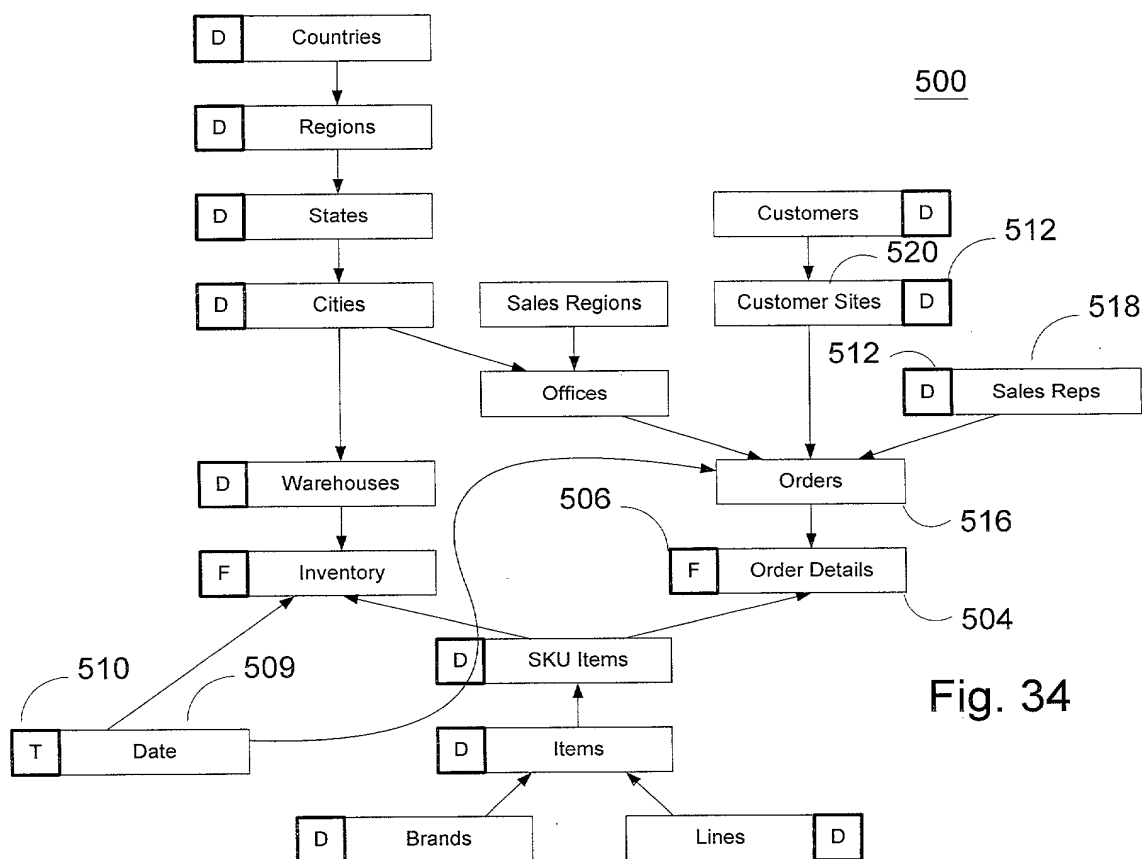 D Countries
500
D Regions
D States
Customers D
520
512
D Cities
Sales Regions
Customer Sites D
518
512
Offices
D Sales Reps
D Warehouses
Orders
506
516
F Inventory
F Order Details
504
D SKU Items
510
509
Fig. 34
T Date
D Items
D Brands
Lines D